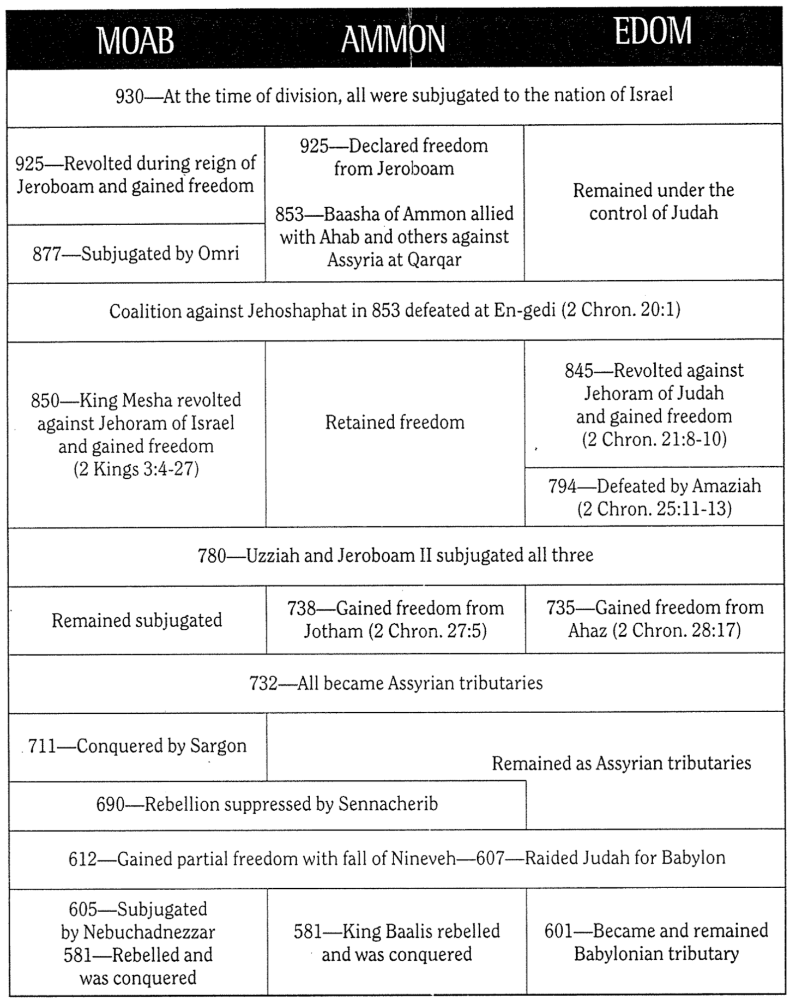 MOAB
AMMON
EDOM
930—At the time of division, all were subjugated to the nation of Israel
925—Revolted during reign of
Jeroboam and gained freedom
877—Subjugated by Omri
925—Declared freedom
from Jeroboam
853—Baasha of Ammon allied
with Ahab and others against
Assyria at Qarqar
Remained under the
control of Judah
Coalition against Jehoshaphat in 853 defeated at En-gedi (2 Chron. 20:1)
850—King Mesha revolted
against Jehoram of Israel
and gained freedom
(2 Kings 3:4-27)
Retained freedom
845—Revolted against
Jehoram of Judah
and gained freedom
(2 Chron. 21:8-10)
794—Defeated by Amaziah
(2 Chron. 25:11-13)
780—Uzziah and Jeroboam II subjugated all three
Remained subjugated
738—Gained freedom from
Jotham (2 Chron. 27:5)
735—Gained freedom from
Ahaz (2 Chron. 28:17)
732—All became Assyrian tributaries
711—Conquered by Sargon
Remained as Assyrian tributaries
690—Rebellion suppressed by Sennacherib
612—Gained partial freedom with fall of Nineveh—607—Raided Judah for Babylon
605—Subjugated
by Nebuchadnezzar
581—Rebelled and
was conquered
581—King Baalis rebelled
and was conquered
601—Became and remained
Babylonian tributary